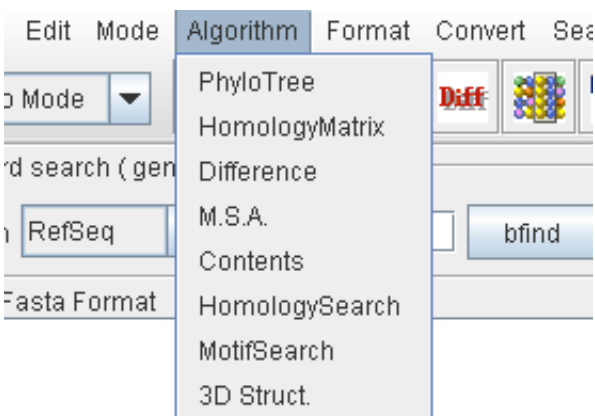 Edit Mode Algorithm Format Convert Sea
PhyloTree
o Mode
Diff
HomologyMatrix
rd search ( gen
Difference
RefSeq
M.S.A.
bfind
Contents
Fasta Format
HomologySearch
MotifSearch
3D Struct.